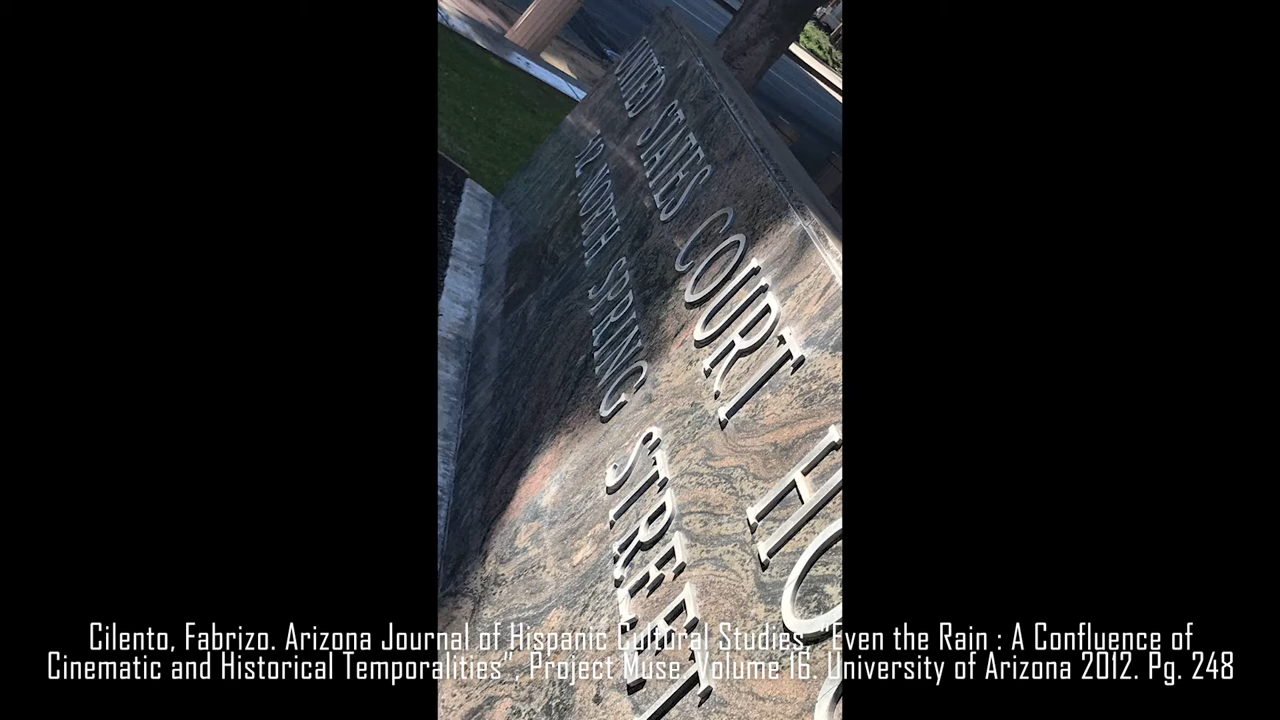 UNITED STATES COURT HO
312 NORTH SPRING STREET
Cilento, Fabrizo. Arizona Journal of Hispanic Cultural Studies, “Even the Rain : A Confluence of
Cinematic and Historical Temporalities”, Project Muse. Volume 16. University of Arizona 2012. Pg. 248